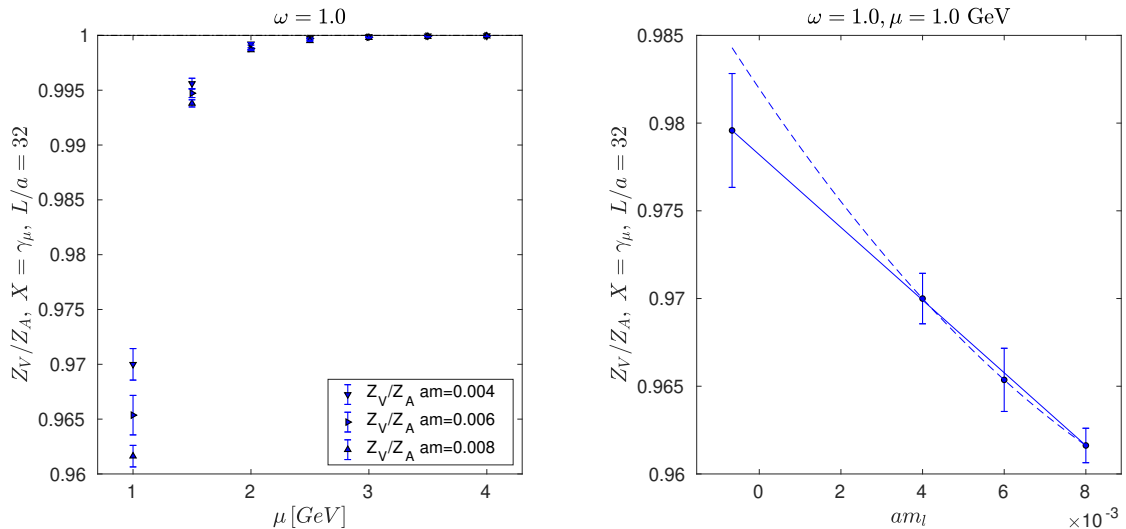 ω = 1.0
Z_V/Z_A, X = γ_μ, L/a = 32
1
0.995
0.99
0.985
0.98
0.975
0.97
0.965
0.96
Z_V/Z_A am=0.004
Z_V/Z_A am=0.006
Z_V/Z_A am=0.008
1
2
3
4
μ [GeV]
ω = 1.0, μ = 1.0 GeV
Z_V/Z_A, X = γ_μ, L/a = 32
0.985
0.98
0.975
0.97
0.965
0.96
0
2
4
6
8
×10⁻³
am_l